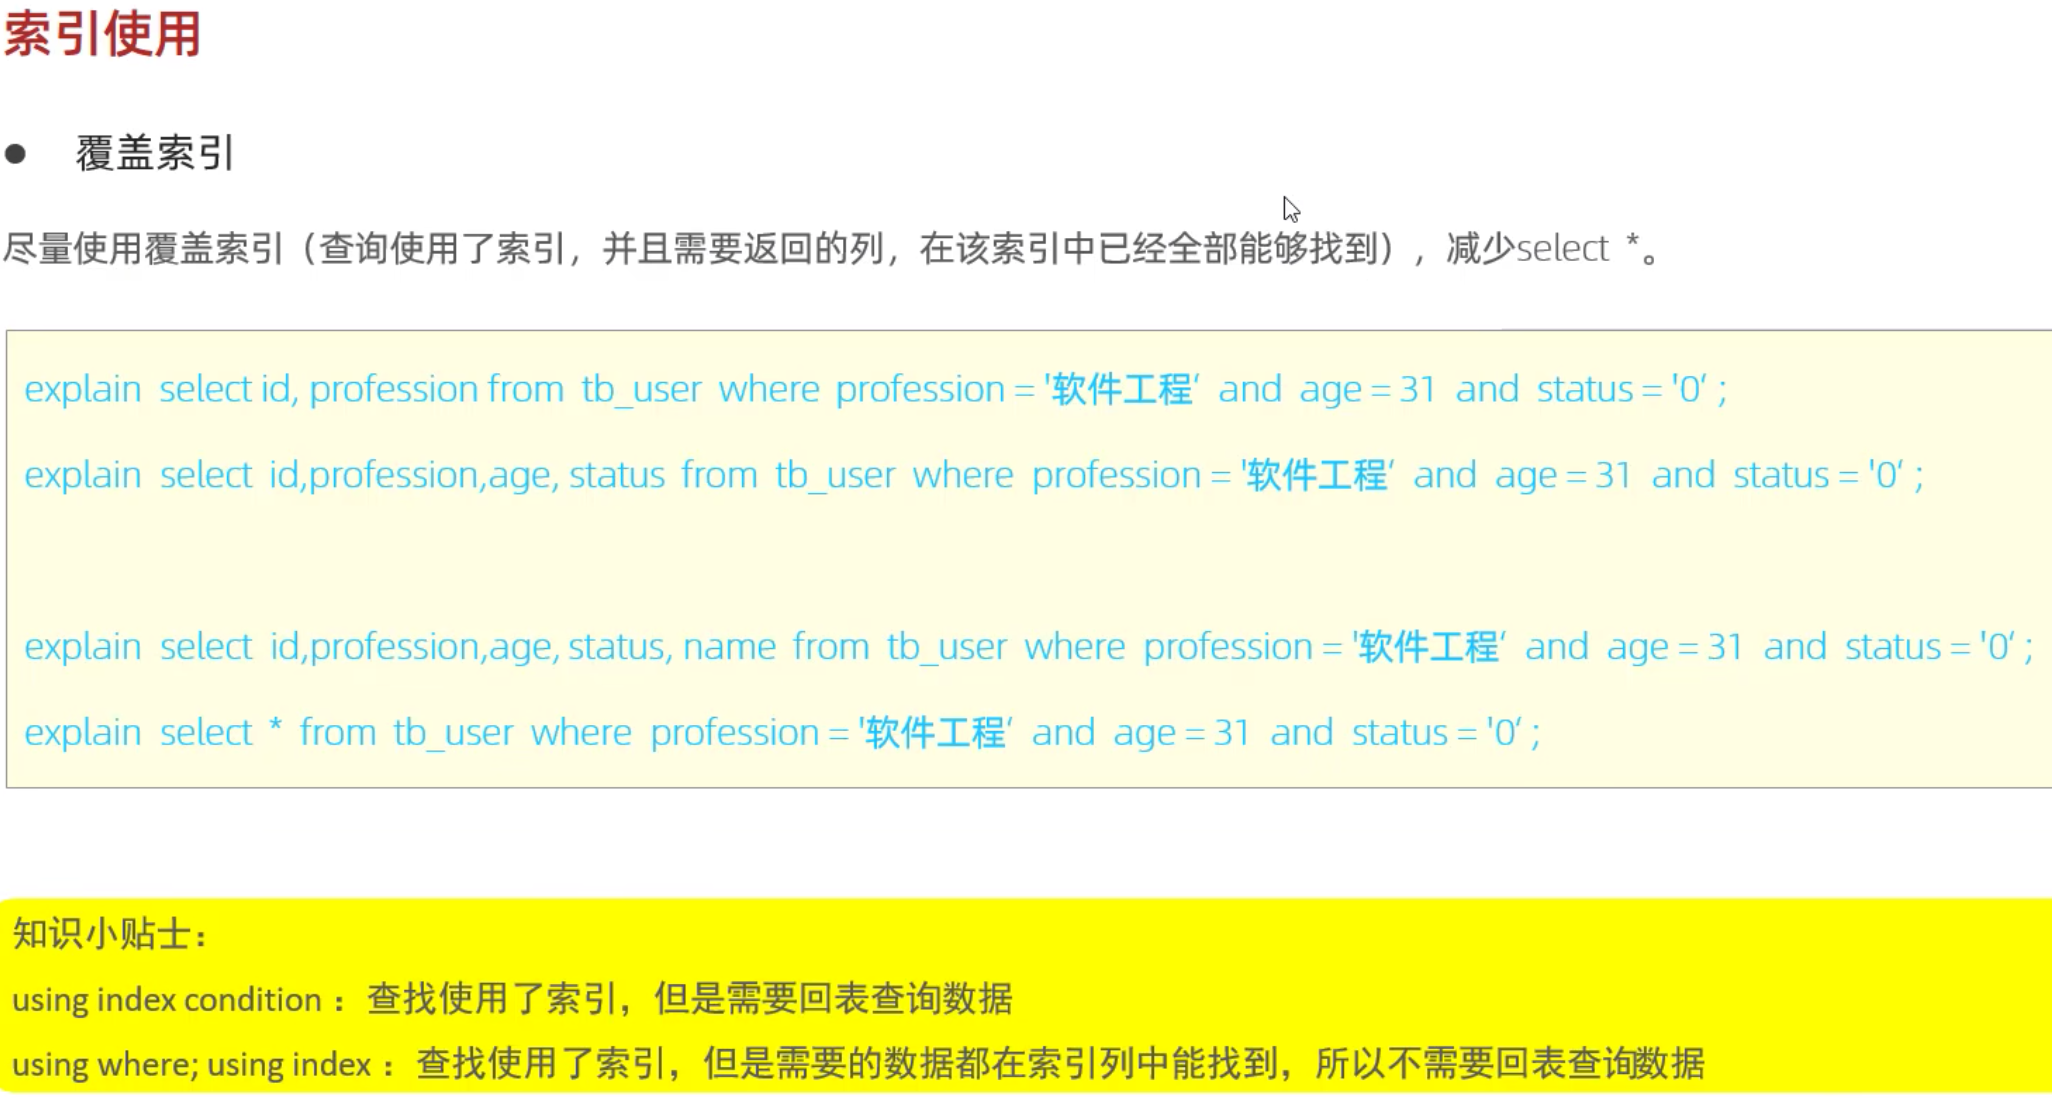 索引使用
● 覆盖索引
尽量使用覆盖索引（查询使用了索引，并且需要返回的列，在该索引中已经全部能够找到），减少select *。
explain select id, profession from tb_user where profession = '软件工程‘ and age = 31 and status = '0‘ ;
explain select id,profession,age, status from tb_user where profession = '软件工程‘ and age = 31 and status = '0‘ ;
explain select id,profession,age, status, name from tb_user where profession = '软件工程‘ and age = 31 and status = '0‘ ;
explain select * from tb_user where profession = '软件工程‘ and age = 31 and status = '0‘ ;
知识小贴士：
using index condition ：查找使用了索引，但是需要回表查询数据
using where; using index ：查找使用了索引，但是需要的数据都在索引列中能找到，所以不需要回表查询数据